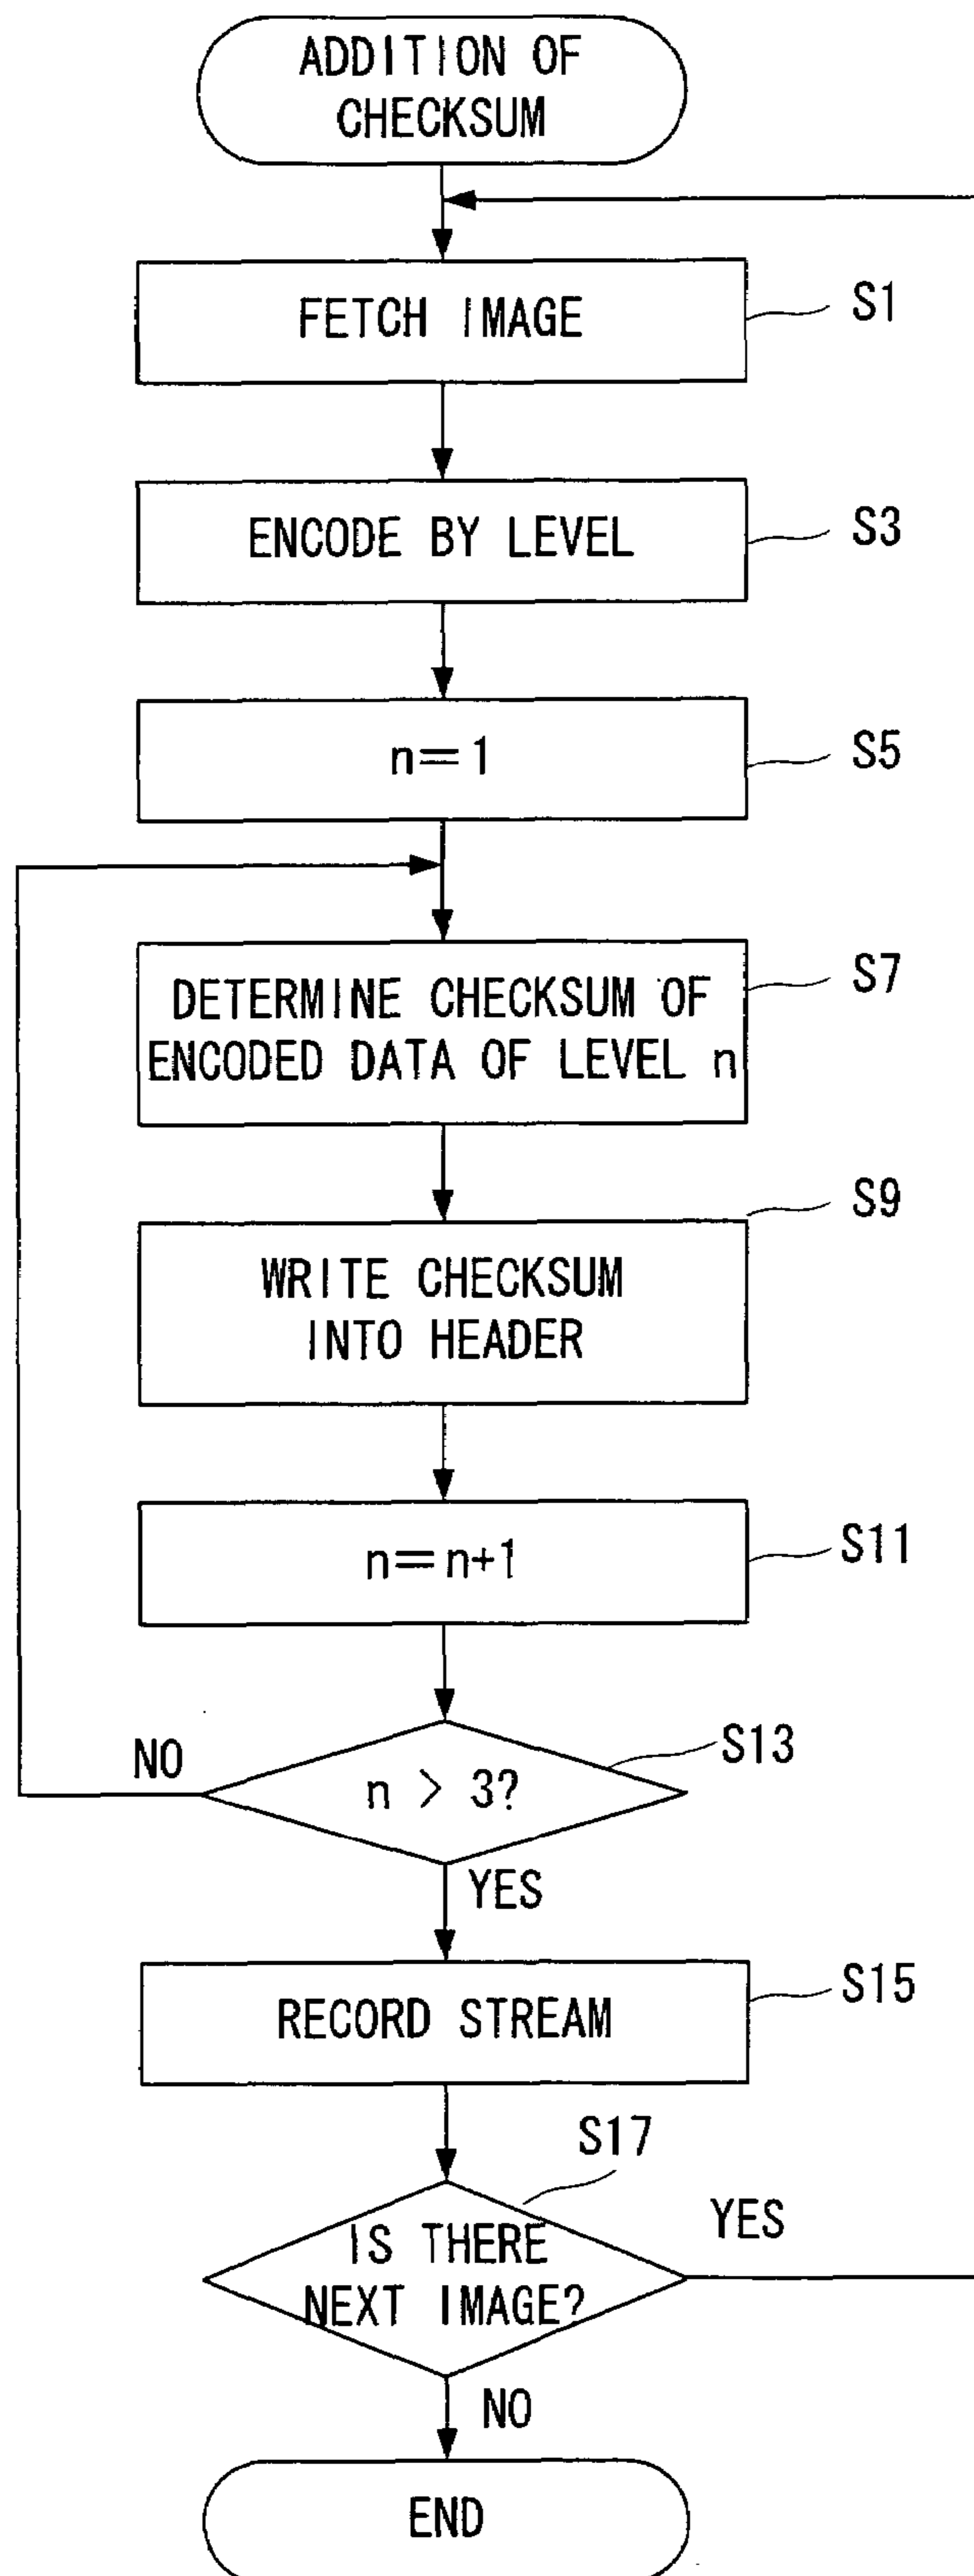 ADDITION OF
CHECKSUM
FETCH IMAGE
S1
ENCODE BY LEVEL
S3
n=1
S5
DETERMINE CHECKSUM OF
ENCODED DATA OF LEVEL n
S7
WRITE CHECKSUM
INTO HEADER
S9
n=n+1
S11
n > 3?
S13
NO
YES
RECORD STREAM
S15
IS THERE
NEXT IMAGE?
S17
YES
NO
END